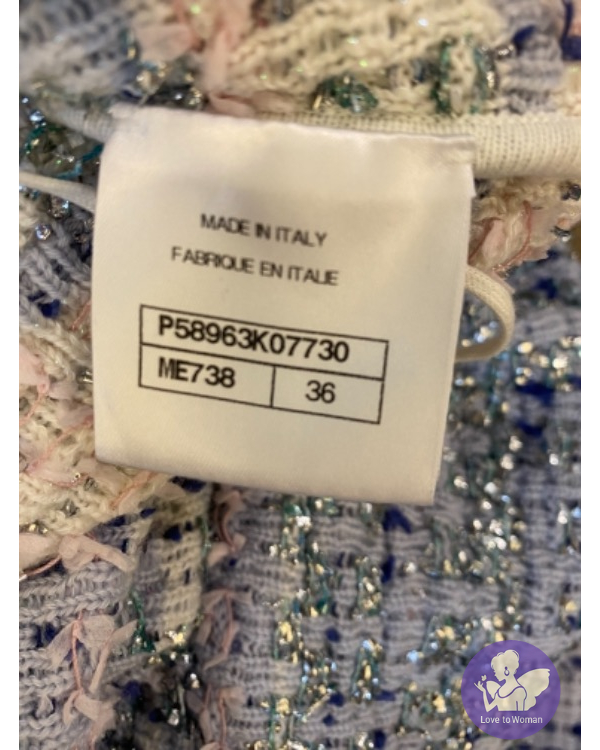 MADE IN ITALY
FABRIQUE EN ITALIE
P58963K07730
ME738 36
Love to Woman